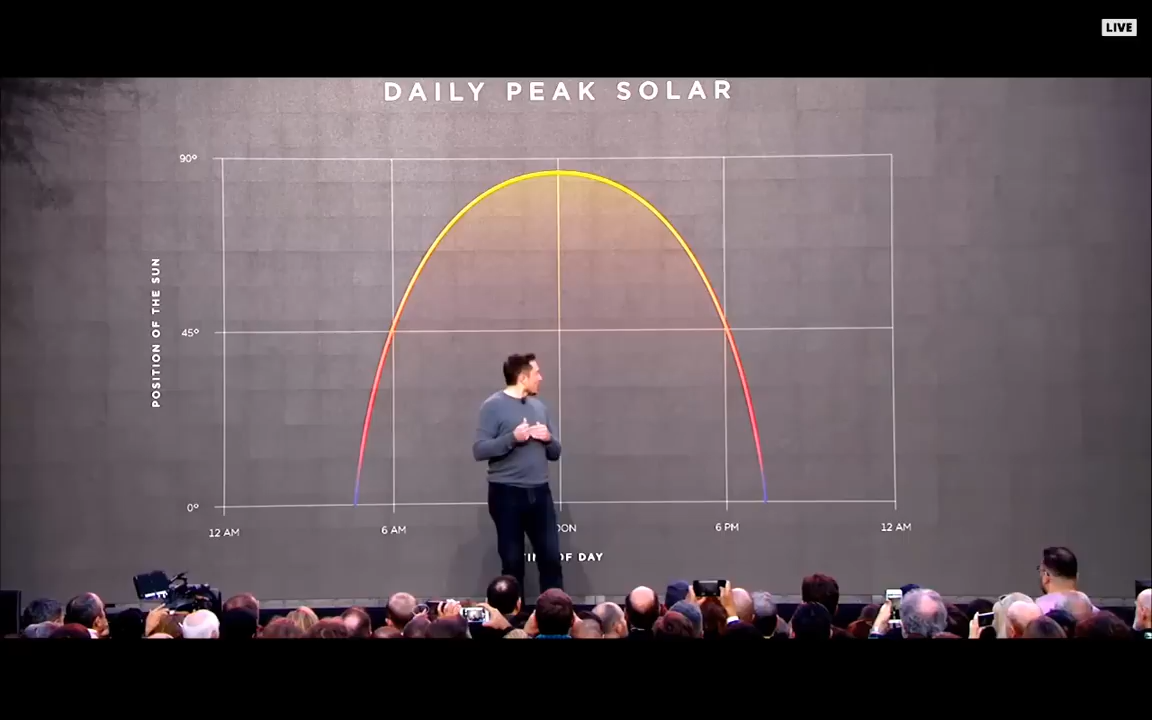 LIVE
DAILY PEAK SOLAR
90°
POSITION OF THE SUN
45°
0°
12 AM
6 AM
6 PM
12 AM
OF DAY